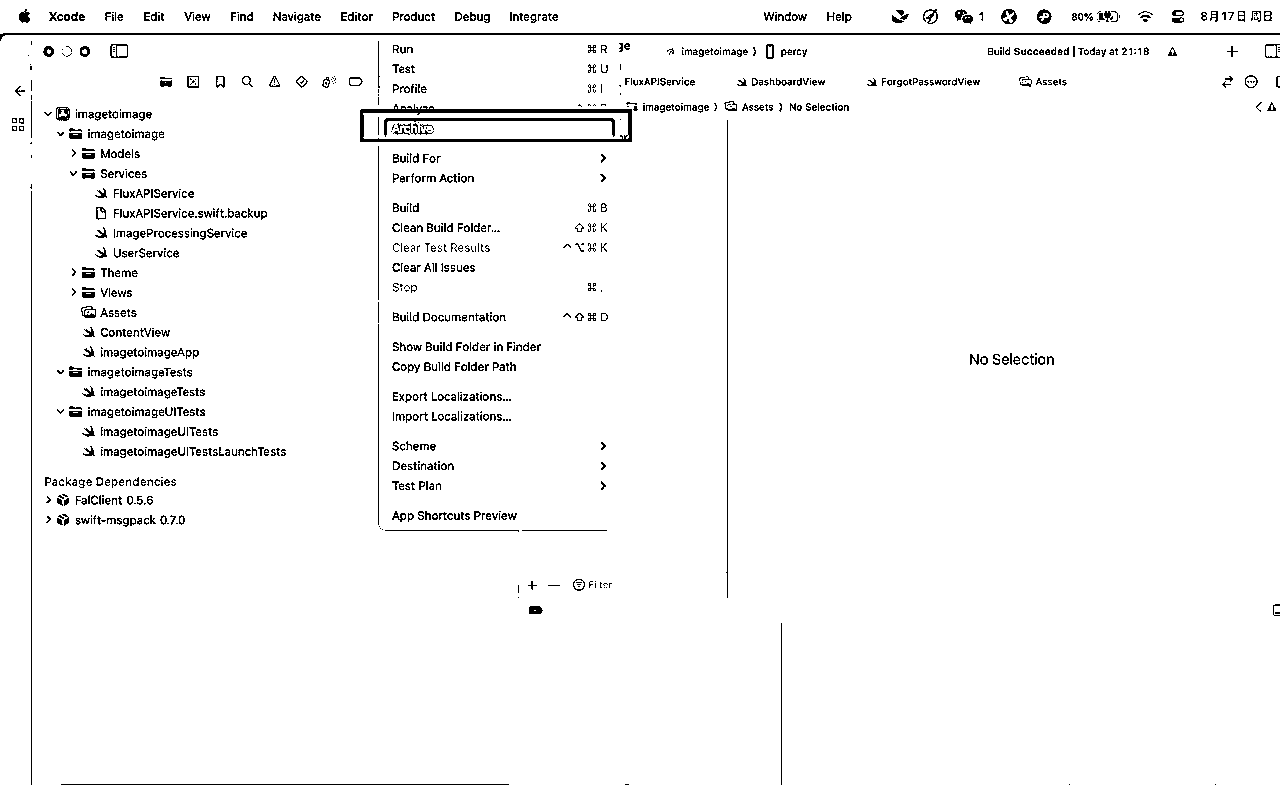 Xcode File Edit View Find Navigate Editor Product Debug Integrate Window Help 1 80% 8月17日 周日
imagetoimage percy Build Succeeded | Today at 21:18
FluxAPIService DashboardView ForgotPasswordView Assets
imagetoimage Assets No Selection
imagetoimage
imagetoimage
Models
Services
FluxAPIService
FluxAPIService.swift.backup
ImageProcessingService
UserService
Theme
Views
Assets
ContentView
imagetoimageApp
imagetoimageTests
imagetoimageTests
imagetoimageUITests
imagetoimageUITests
imagetoimageUITestsLaunchTests
Package Dependencies
FalClient 0.5.6
swift-msgpack 0.7.0
Run ⌘ R
Test ⌘ U
Profile ⌘ I
Analyze
Archive
Build For
Perform Action
Build ⌘ B
Clean Build Folder... ⇧ ⌘ K
Clear Test Results ^ ⌥ ⌘ K
Clear All Issues
Stop ⌘ .
Build Documentation ^ ⇧ ⌘ D
Show Build Folder in Finder
Copy Build Folder Path
Export Localizations...
Import Localizations...
Scheme
Destination
Test Plan
App Shortcuts Preview
No Selection
Filter